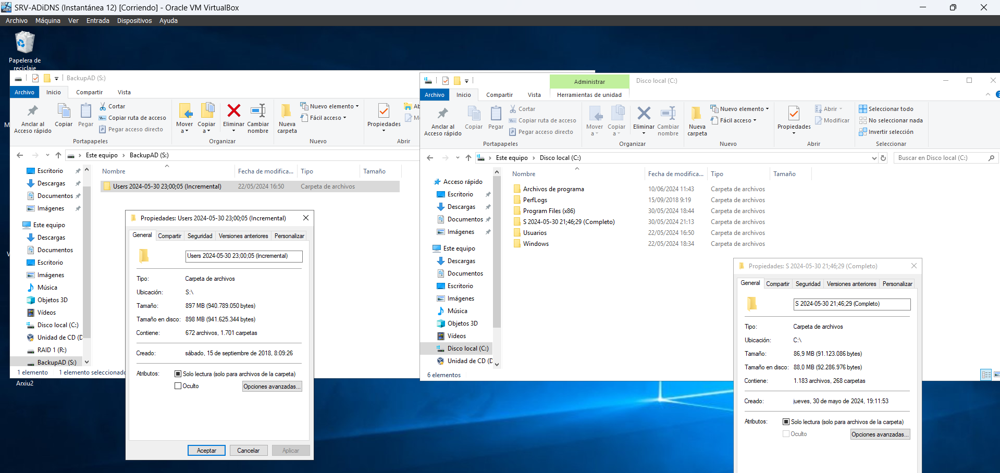 SRV-ADiDNS (Instantánea 12) [Corriendo] - Oracle VM VirtualBox
Archivo Máquina Ver Entrada Dispositivos Ayuda
Papelera de
reciclaje
BackupAD (S:)
Archivo Inicio Compartir Vista
Anclar al
Acceso rápido
Copiar
Pegar
Cortar
Copiar ruta de acceso
Pegar acceso directo
Portapapeles
Mover
a
Copiar
a
Eliminar
Cambiar
nombre
Organizar
Nueva
carpeta
Nuevo elemento
Fácil acceso
Nuevo
Propiedades
Ab
M
Abrir
Este equipo > BackupAD (S:)
Escritorio
Descargas
Documentos
Imágenes
Este equipo
Descargas
Documentos
Escritorio
Imágenes
Música
Objetos 3D
Vídeos
Disco local (C:)
Unidad de CD (D
RAID 1 (R:)
BackupAD (S:)
Nombre Fecha de modifica... Tipo Tamaño
Users 2024-05-30 23;00;05 (Incremental) 22/05/2024 16:50 Carpeta de archivos
1 elemento 1 elemento seleccionado
Arxiu2
Propiedades: Users 2024-05-30 23;00;05 (Incremental)
General Compartir Seguridad Versiones anteriores Personalizar
Users 2024-05-30 23;00;05 (Incremental)
Tipo: Carpeta de archivos
Ubicación: S:\
Tamaño: 897 MB (940.789.050 bytes)
Tamaño en disco: 898 MB (941.625.344 bytes)
Contiene: 672 archivos, 1.701 carpetas
Creado: sábado, 15 de septiembre de 2018, 8:09:26
Atributos: Solo lectura (solo para archivos de la carpeta)
Oculto Opciones avanzadas...
Aceptar Cancelar Aplicar
Administrar Disco local (C:)
Archivo Inicio Compartir Vista Herramientas de unidad
Anclar al
Acceso rápido
Copiar
Pegar
Cortar
Copiar ruta de acceso
Pegar acceso directo
Portapapeles
Mover
a
Copiar
a
Eliminar
Cambiar
nombre
Organizar
Nueva
carpeta
Nuevo elemento
Fácil acceso
Nuevo
Propiedades
Abrir
Modificar
Abrir
Seleccionar todo
No seleccionar nada
Invertir selección
Seleccionar
Este equipo > Disco local (C:) Buscar en Disco local (C:)
Acceso rápido
Escritorio
Descargas
Documentos
Imágenes
Este equipo
Descargas
Documentos
Escritorio
Imágenes
Música
Objetos 3D
Vídeos
Disco local (C:)
Unidad de CD (D
Nombre Fecha de modifica... Tipo Tamaño
Archivos de programa 10/06/2024 11:43 Carpeta de archivos
PerfLogs 15/09/2018 9:19 Carpeta de archivos
Program Files (x86) 30/05/2024 18:44 Carpeta de archivos
S 2024-05-30 21;46;29 (Completo) 30/05/2024 21:13 Carpeta de archivos
Usuarios 22/05/2024 16:50 Carpeta de archivos
Windows 22/05/2024 18:34 Carpeta de archivos
6 elementos
Propiedades: S 2024-05-30 21;46;29 (Completo)
General Compartir Seguridad Versiones anteriores Personalizar
S 2024-05-30 21;46;29 (Completo)
Tipo: Carpeta de archivos
Ubicación: C:\
Tamaño: 86,9 MB (91.123.086 bytes)
Tamaño en disco: 88,0 MB (92.286.976 bytes)
Contiene: 1.183 archivos, 268 carpetas
Creado: jueves, 30 de mayo de 2024, 19:11:53
Atributos: Solo lectura (solo para archivos de la carpeta)
Oculto Opciones avanzadas...